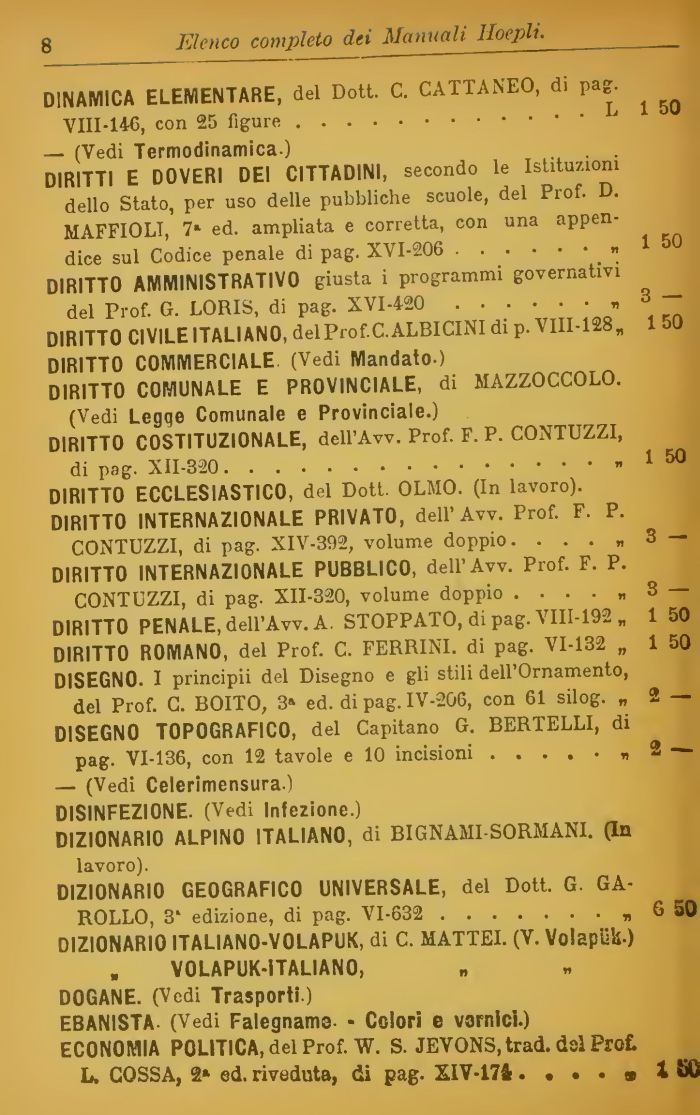 8 Elenco completo dei Manuali Hoepli.
DINAMICA ELEMENTARE, del Dott. C. CATTANEO, di pag.
VIII-146, con 25 figure . . . . . . . . . . . . L 1 50
— (Vedi Termodinamica.)
DIRITTI E DOVERI DEI CITTADINI, secondo le Istituzioni
dello Stato, per uso delle pubbliche scuole, del Prof. D.
MAFFIOLI, 7ª ed. ampliata e corretta, con una appen-
dice sul Codice penale di pag. XVI-206 . . . . . . . „ 1 50
DIRITTO AMMINISTRATIVO giusta i programmi governativi
del Prof. G. LORIS, di pag. XVI-420 . . . . . . „ 3 —
DIRITTO CIVILE ITALIANO, del Prof. C. ALBICINI di p. VIII-128 „ 1 50
DIRITTO COMMERCIALE. (Vedi Mandato.)
DIRITTO COMUNALE E PROVINCIALE, di MAZZOCCOLO.
(Vedi Legge Comunale e Provinciale.)
DIRITTO COSTITUZIONALE, dell'Avv. Prof. F. P. CONTUZZI,
di pag. XII-320. . . . . . . . . . . . . . . . „ 1 50
DIRITTO ECCLESIASTICO, del Dott. OLMO. (In lavoro).
DIRITTO INTERNAZIONALE PRIVATO, dell' Avv. Prof. F. P.
CONTUZZI, di pag. XIV-392, volume doppio. . . . . „ 3 —
DIRITTO INTERNAZIONALE PUBBLICO, dell' Avv. Prof. F. P.
CONTUZZI, di pag. XII-320, volume doppio . . . . . „ 3 —
DIRITTO PENALE, dell'Avv. A. STOPPATO, di pag. VIII-192 „ 1 50
DIRITTO ROMANO, del Prof. C. FERRINI. di pag. VI-132 „ 1 50
DISEGNO. I principii del Disegno e gli stili dell'Ornamento,
del Prof. C. BOITO, 3ª ed. di pag. IV-206, con 61 silog. „ 2 —
DISEGNO TOPOGRAFICO, del Capitano G. BERTELLI, di
pag. VI-136, con 12 tavole e 10 incisioni . . . . . . „ 2 —
— (Vedi Celerimensura.)
DISINFEZIONE. (Vedi Infezione.)
DIZIONARIO ALPINO ITALIANO, di BIGNAMI-SORMANI. (In
lavoro).
DIZIONARIO GEOGRAFICO UNIVERSALE, del Dott. G. GA-
ROLLO, 3ª edizione, di pag. VI-632 . . . . . . . . „ 6 50
DIZIONARIO ITALIANO-VOLAPUK, di C. MATTEI. (V. Volapük.)
„ VOLAPUK-ITALIANO, „ „
DOGANE. (Vedi Trasporti.)
EBANISTA. (Vedi Falegname. - Colori e vernici.)
ECONOMIA POLITICA, del Prof. W. S. JEVONS, trad. del Prof.
L. COSSA, 2ª ed. riveduta, di pag. XIV-174. . . . . „ 1 50